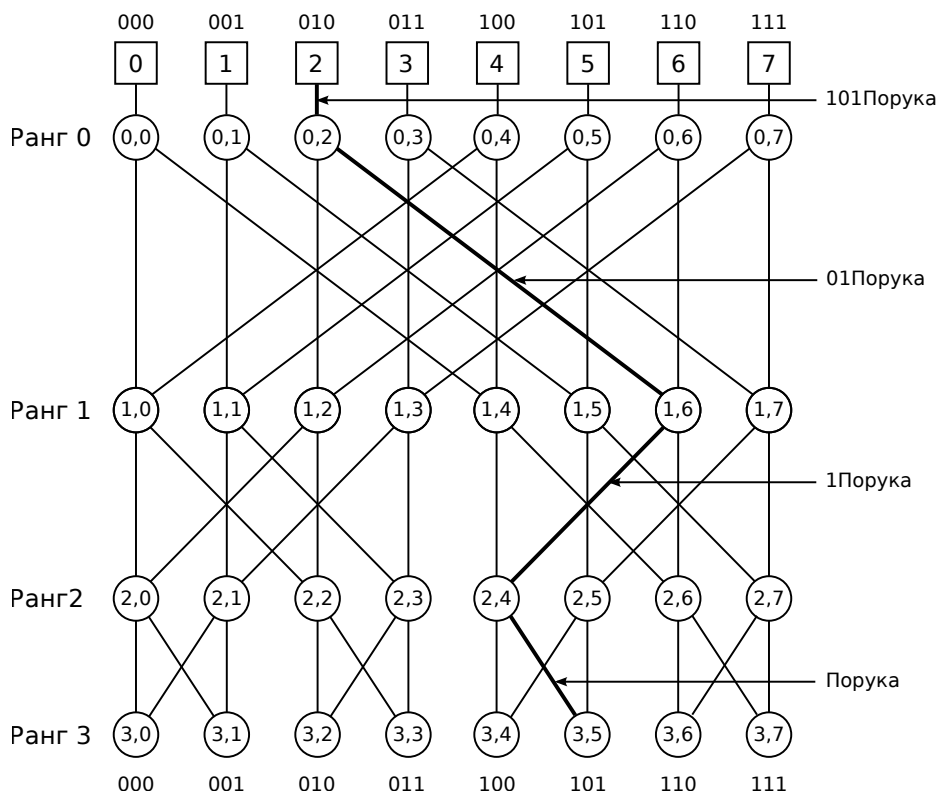 000 001 010 011 100 101 110 111
0 1 2 3 4 5 6 7
101Порука
Ранг 0 0,0 0,1 0,2 0,3 0,4 0,5 0,6 0,7
01Порука
Ранг 1 1,0 1,1 1,2 1,3 1,4 1,5 1,6 1,7
1Порука
Ранг2 2,0 2,1 2,2 2,3 2,4 2,5 2,6 2,7
Порука
Ранг 3 3,0 3,1 3,2 3,3 3,4 3,5 3,6 3,7
000 001 010 011 100 101 110 111